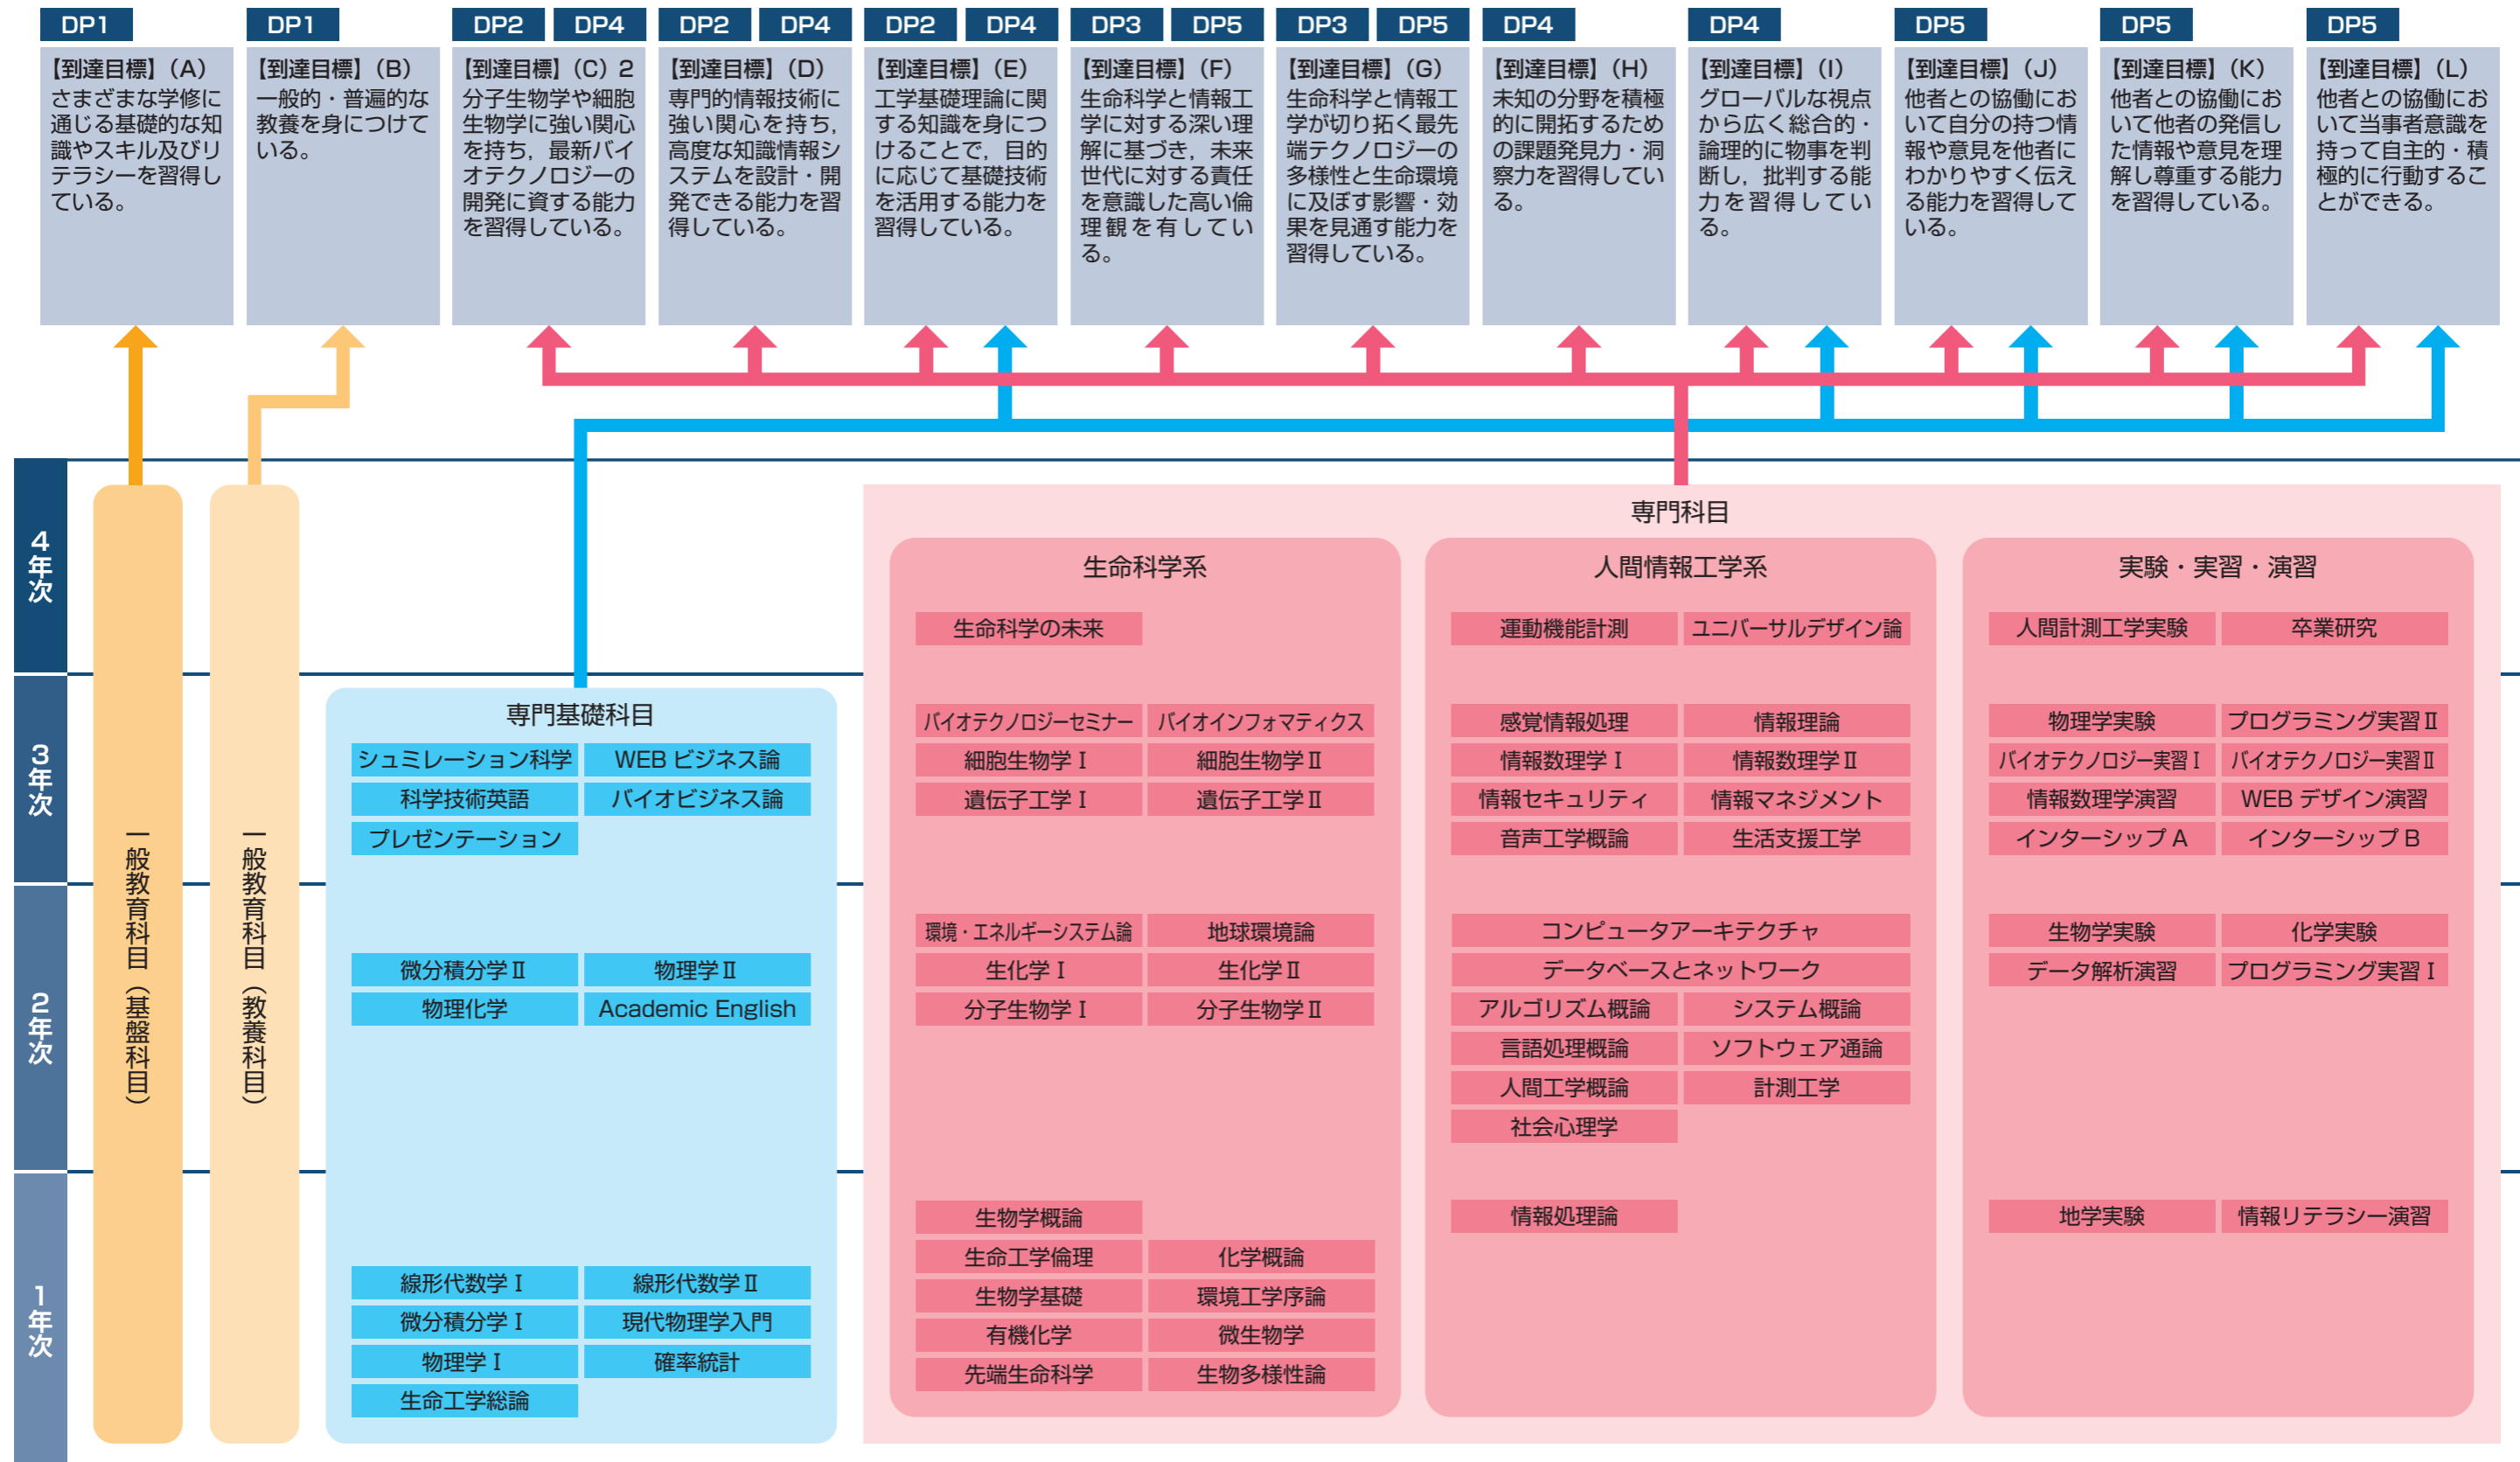 DP1
DP1
DP2 DP4
DP2 DP4
DP2 DP4
DP3 DP5
DP3 DP5
DP4
DP4
DP5
DP5
DP5
【到達目標】（A）
さまざまな学修に
通じる基礎的な知
識やスキル及びリ
テラシーを習得し
ている。
【到達目標】（B）
一般的・普遍的な
教養を身につけて
いる。
【到達目標】（C）2
分子生物学や細胞
生物学に強い関心
を持ち，最新バイ
オテクノロジーの
開発に資する能力
を習得している。
【到達目標】（D）
専門的情報技術に
強い関心を持ち，
高度な知識情報シ
ステムを設計・開
発できる能力を習
得している。
【到達目標】（E）
工学基礎理論に関
する知識を身につ
けることで，目的
に応じて基礎技術
を活用する能力を
習得している。
【到達目標】（F）
生命科学と情報工
学に対する深い理
解に基づき，未来
世代に対する責任
を意識した高い倫
理観を有してい
る。
【到達目標】（G）
生命科学と情報工
学が切り拓く最先
端テクノロジーの
多様性と生命環境
に及ぼす影響・効
果を見通す能力を
習得している。
【到達目標】（H）
未知の分野を積極
的に開拓するため
の課題発見力・洞
察力を習得してい
る。
【到達目標】（I）
グローバルな視点
から広く総合的・
論理的に物事を判
断し，批判する能
力を習得してい
る。
【到達目標】（J）
他者との協働にお
いて自分の持つ情
報や意見を他者に
わかりやすく伝え
る能力を習得して
いる。
【到達目標】（K）
他者との協働にお
いて他者の発信し
た情報や意見を理
解し尊重する能力
を習得している。
【到達目標】（L）
他者との協働にお
いて当事者意識を
持って自主的・積
極的に行動するこ
とができる。
4年次
3年次
2年次
1年次
一般教育科目（基盤科目）
一般教育科目（教養科目）
専門基礎科目
シュミレーション科学 WEB ビジネス論
科学技術英語 バイオビジネス論
プレゼンテーション
微分積分学Ⅱ 物理学Ⅱ
物理化学 Academic English
線形代数学Ⅰ 線形代数学Ⅱ
微分積分学Ⅰ 現代物理学入門
物理学Ⅰ 確率統計
生命工学総論
専門科目
生命科学系
生命科学の未来
バイオテクノロジーセミナー バイオインフォマティクス
細胞生物学Ⅰ 細胞生物学Ⅱ
遺伝子工学Ⅰ 遺伝子工学Ⅱ
環境・エネルギーシステム論 地球環境論
生化学Ⅰ 生化学Ⅱ
分子生物学Ⅰ 分子生物学Ⅱ
生物学概論
生命工学倫理 化学概論
生物学基礎 環境工学序論
有機化学 微生物学
先端生命科学 生物多様性論
人間情報工学系
運動機能計測 ユニバーサルデザイン論
感覚情報処理 情報理論
情報数理学Ⅰ 情報数理学Ⅱ
情報セキュリティ 情報マネジメント
音声工学概論 生活支援工学
コンピュータアーキテクチャ
データベースとネットワーク
アルゴリズム概論 システム概論
言語処理概論 ソフトウェア通論
人間工学概論 計測工学
社会心理学
情報処理論
実験・実習・演習
人間計測工学実験 卒業研究
物理学実験 プログラミング実習Ⅱ
バイオテクノロジー実習Ⅰ バイオテクノロジー実習Ⅱ
情報数理学演習 WEB デザイン演習
インターシップ A インターシップ B
生物学実験 化学実験
データ解析演習 プログラミング実習Ⅰ
地学実験 情報リテラシー演習